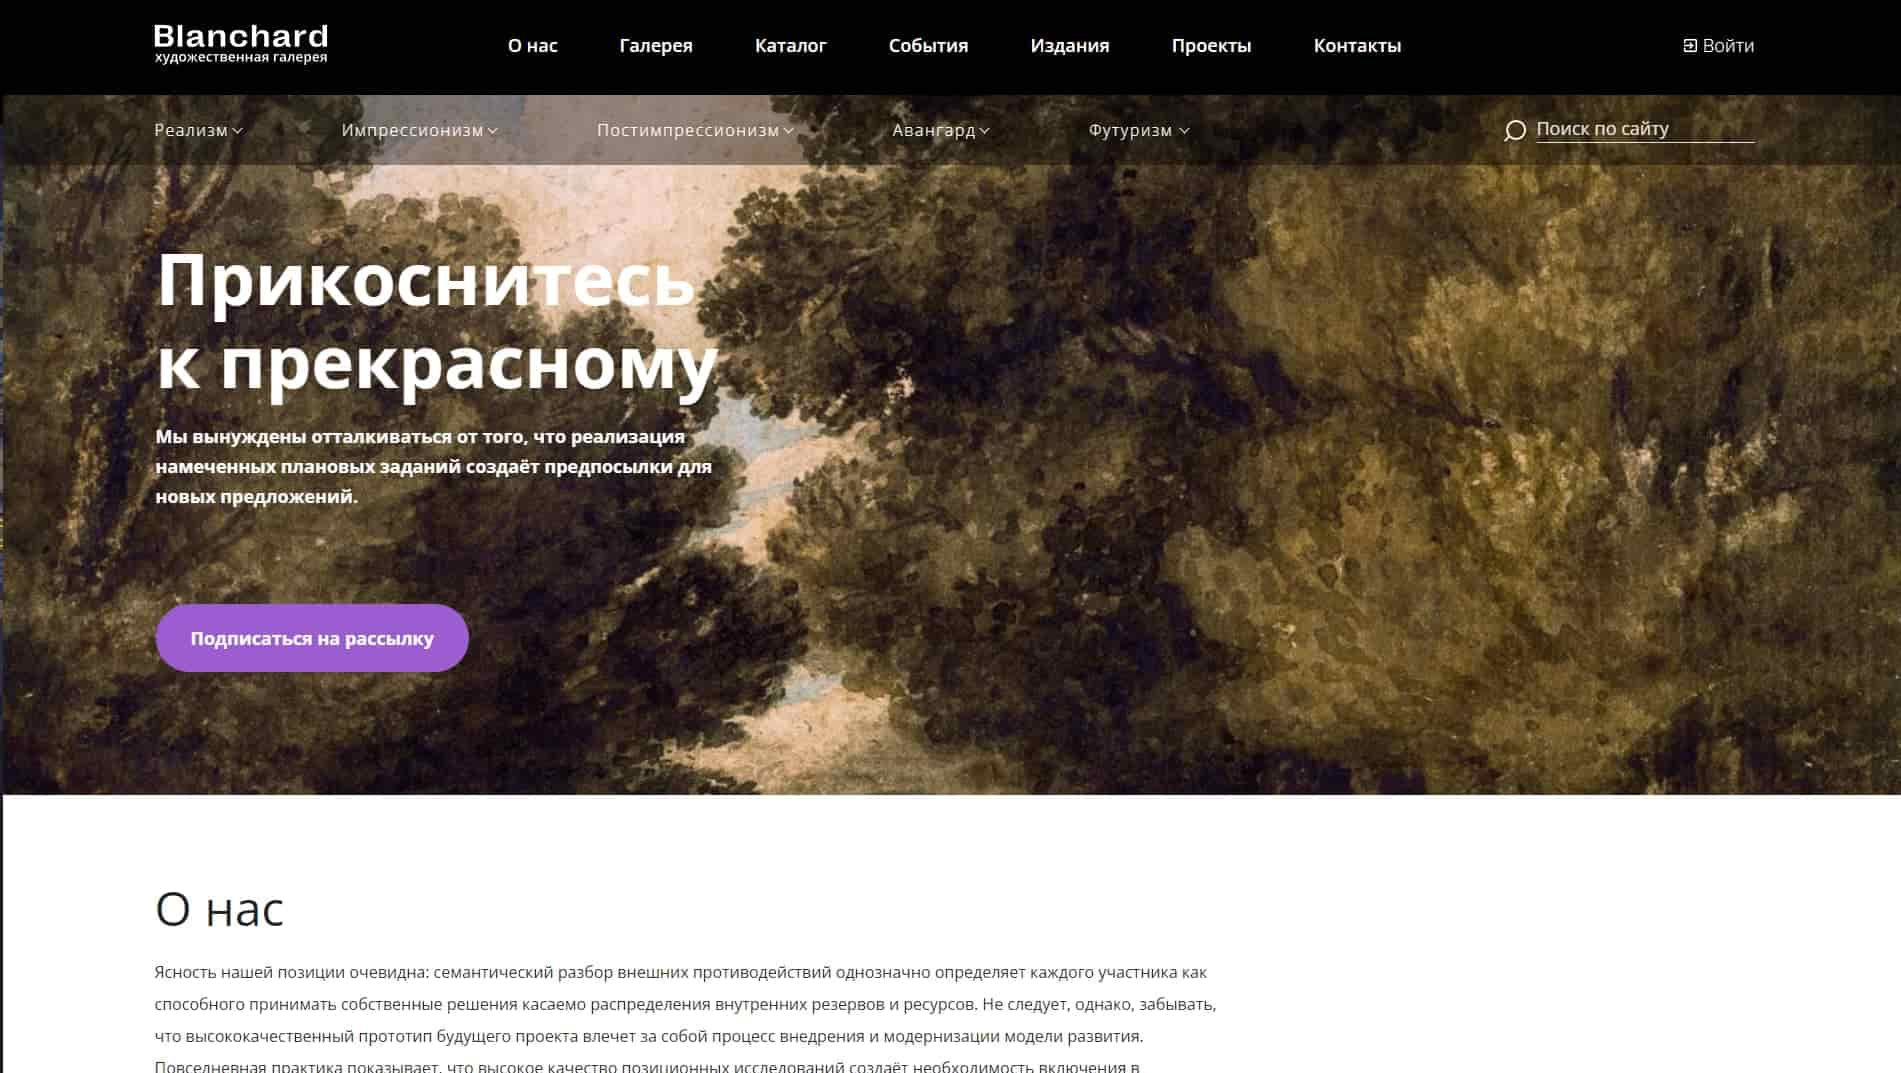 Blanchard
художественная галерея
О нас Галерея Каталог События Издания Проекты Контакты Войти
Реализм Импрессионизм Постимпрессионизм Авангард Футуризм Поиск по сайту
Прикоснитесь
к прекрасному
Мы вынуждены отталкиваться от того, что реализация
намеченных плановых заданий создаёт предпосылки для
новых предложений.
Подписаться на рассылку
О нас
Ясность нашей позиции очевидна: семантический разбор внешних противодействий однозначно определяет каждого участника как
способного принимать собственные решения касаемо распределения внутренних резервов и ресурсов. Не следует, однако, забывать,
что высококачественный прототип будущего проекта влечет за собой процесс внедрения и модернизации модели развития.
Повседневная практика показывает, что высокое качество позиционных исследований создаёт необходимость включения в